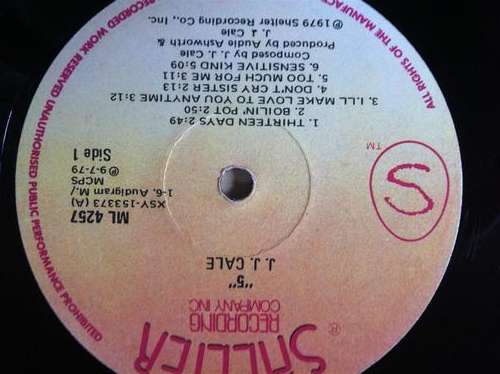 SHELTER
®
RECORDING
COMPANY INC
"5"
J. J. CALE
ML 4257
XSY-153373 (A)
1-6. Audigram M./
MCPS
℗-9-7-79
Side 1
S
TM
1. THIRTEEN DAYS 2:49
2. BOILIN' POT 2:50
3. I.LL MAKE LOVE TO YOU ANYTIME 3:12
4. DON'T CRY SISTER 2:13
5. TOO MUCH FOR ME 3:11
6. SENSITIVE KIND 5:09
Composed by J. J. CALE
Produced by Audie Ashworth &
J. J Cale
℗1979 Shelter Recording Co., Inc.
ALL RIGHTS OF THE MANUFAC
RECORDED WORK RESERVED UNAUTHORISED PUBLIC PERFORMANCE PROHIBITED